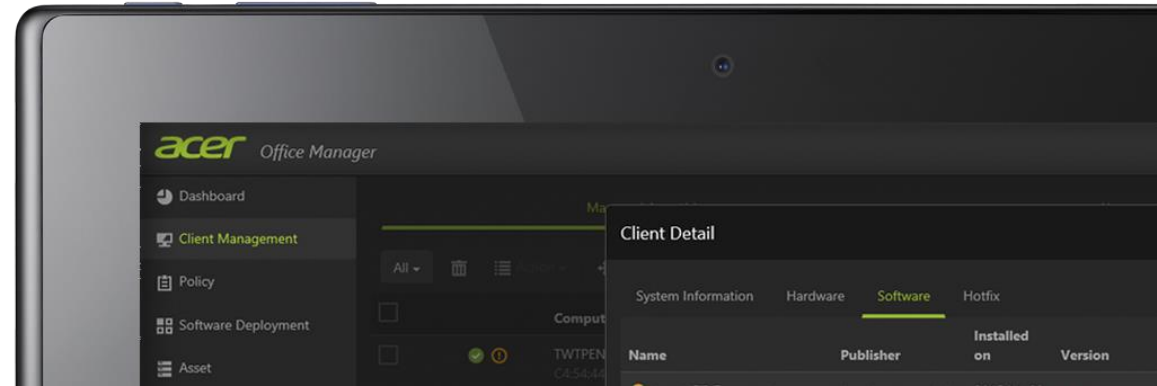 acer Office Manager
Dashboard
Client Management
Policy
Software Deployment
Asset
All
Client Detail
System Information Hardware Software Hotfix
Name Publisher Installed on Version